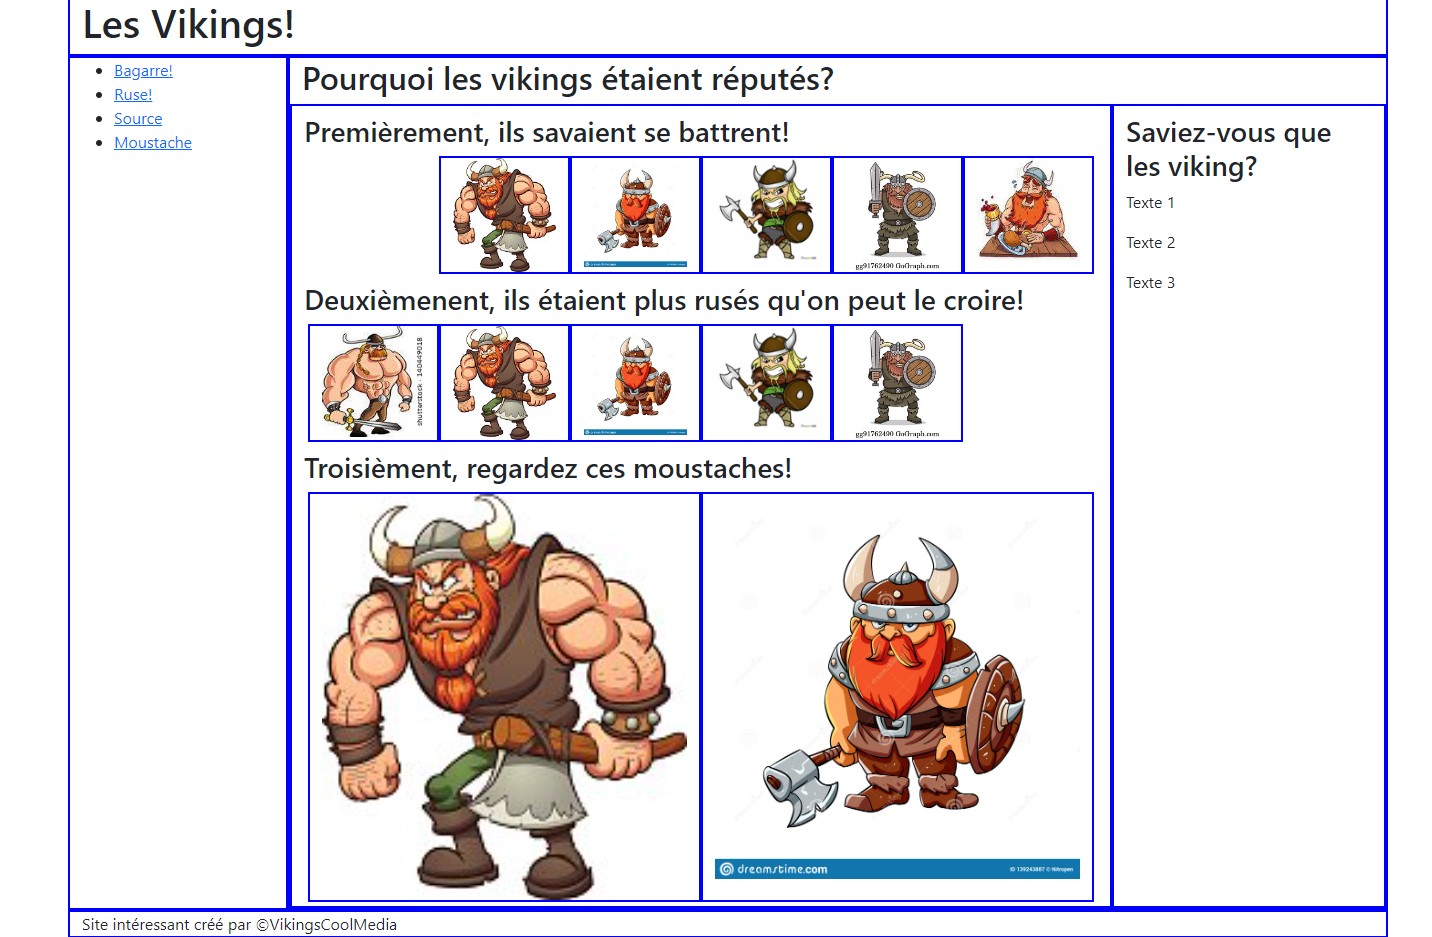 Les Vikings!
Bagarre!
Ruse!
Source
Moustache
Pourquoi les vikings étaient réputés?
Premièrement, ils savaient se battrent!
gg91762490 GoGraph.com
Deuxièmenent, ils étaient plus rusés qu'on peut le croire!
shutterstock · 140449018
gg91762490 GoGraph.com
Troisièment, regardez ces moustaches!
dreamstime.com
ID 139243887 © Nitropen
Saviez-vous que
les viking?
Texte 1
Texte 2
Texte 3
Site intéressant créé par ©VikingsCoolMedia